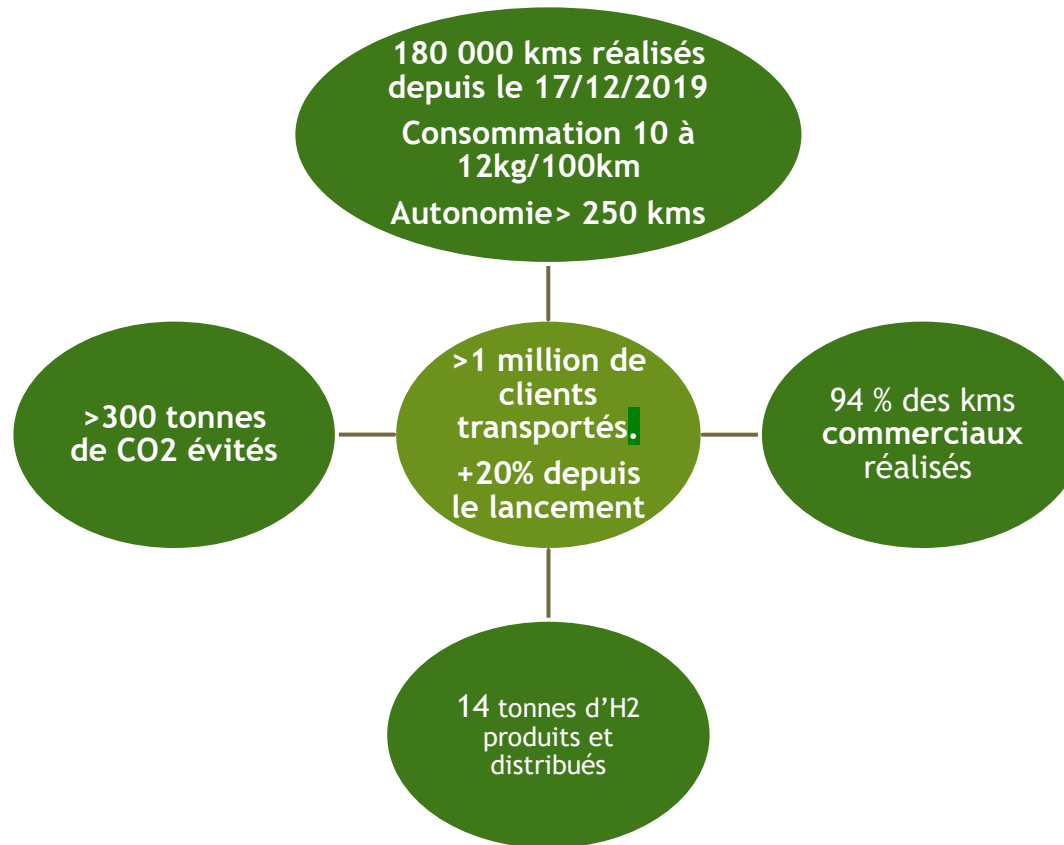 180 000 kms réalisés
depuis le 17/12/2019
Consommation 10 à
12kg/100km
Autonomie> 250 kms
>300 tonnes
de CO2 évités
>1 million de
clients
transportés.
+20% depuis
le lancement
94 % des kms
commerciaux
réalisés
14 tonnes d’H2
produits et
distribués